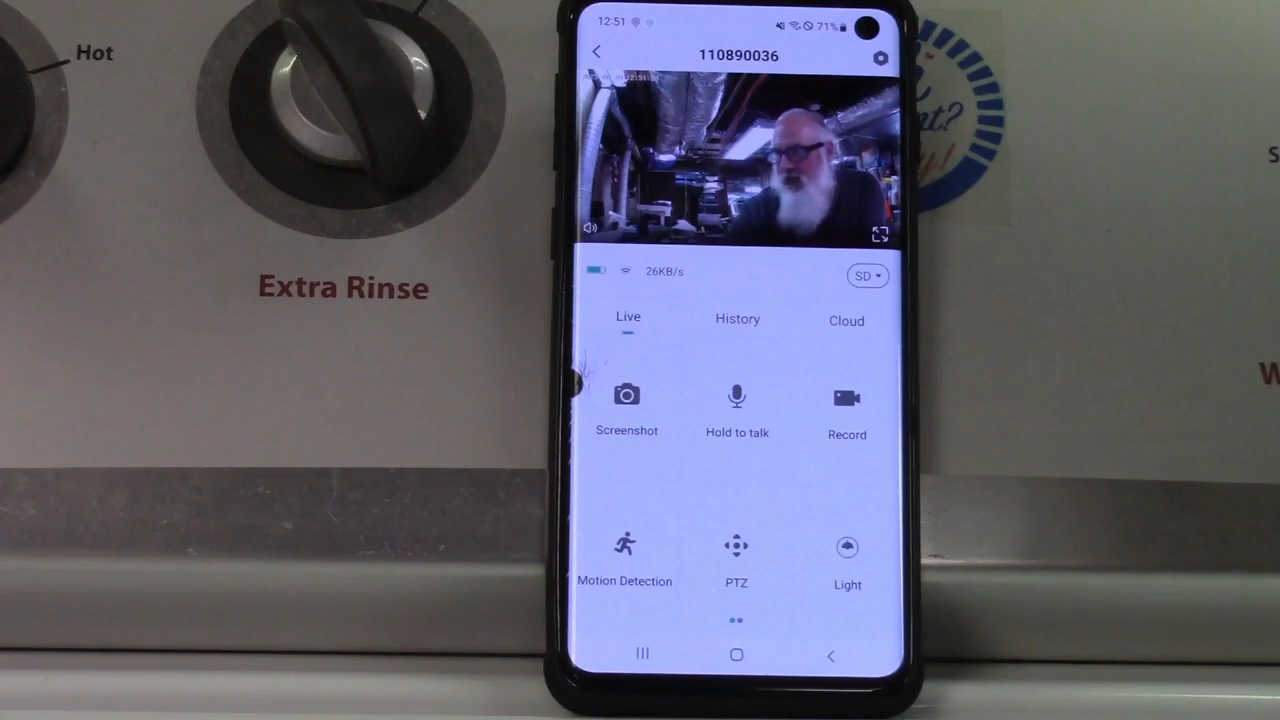 Hot
Extra Rinse
12:51
71%
110890036
26KB/s
SD
Live
History
Cloud
Screenshot
Hold to talk
Record
Motion Detection
PTZ
Light
S
W